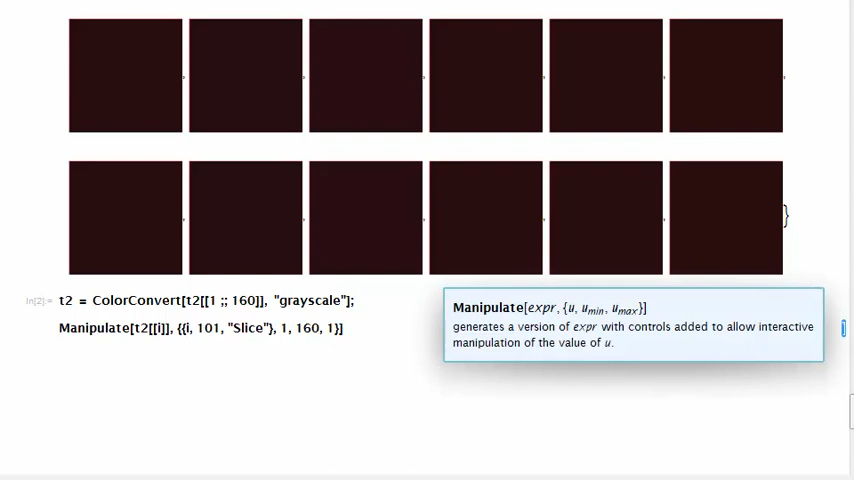 , , , , , ,
, , , , , }
In[2]:= t2 = ColorConvert[t2[[1 ;; 160]], "grayscale"];
Manipulate[t2[[i]], {{i, 101, "Slice"}, 1, 160, 1}]
Manipulate[expr, {u, umin, umax}]
generates a version of expr with controls added to allow interactive
manipulation of the value of u.